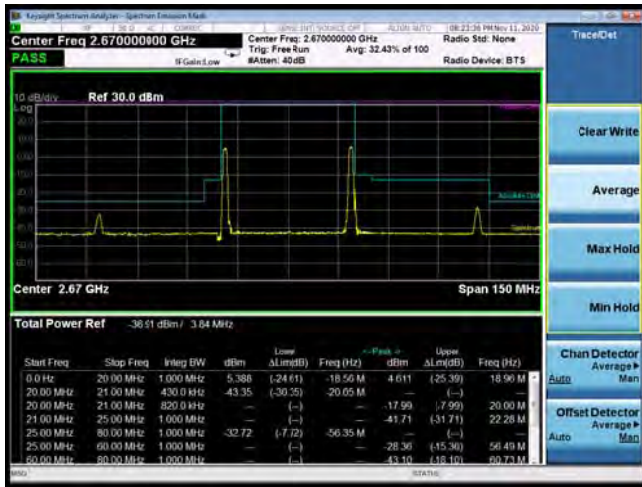 Keysight Spectrum Analyzer - Spectrum Emission Mask
08:23:36 PM Nov 11, 2020
Center Freq 2.670000000 GHz
Center Freq: 2.670000000 GHz
Radio Std: None
Trace/Det
PASS
Trig: Free Run
Avg: 32.43% of 100
IFGain:Low
#Atten: 40dB
Radio Device: BTS
10 dB/div
Ref 30.0 dBm
Log
Center 2.67 GHz
Span 150 MHz
Clear Write
Average
Max Hold
Min Hold
Chan Detector
Average
Auto Man
Offset Detector
Average
Auto Man
Total Power Ref
dBm / 3.84 MHz
Lower
<-Peak->
Upper
Start Freq Stop Freq Integ BW dBm ΔLim(dB) Freq (Hz) dBm ΔLim(dB) Freq (Hz)
0.0 Hz 20.00 MHz 1.000 MHz 5.388 (-24.61) -18.56 M 4.611 (-25.39) 18.96 M
20.00 MHz 21.00 MHz 430.0 kHz -43.35 (-30.35) -20.05 M — (—)
20.00 MHz 21.00 MHz 820.0 kHz — (—) — -17.99 (-7.99) 20.00 M
21.00 MHz 25.00 MHz 1.000 MHz — (—) — -41.71 (-31.71) 22.28 M
25.00 MHz 80.00 MHz 1.000 MHz -32.72 (-7.72) -56.35 M — (—)
25.00 MHz 60.00 MHz 1.000 MHz — (—) — -28.36 (-15.36) 56.49 M
60.00 MHz 80.00 MHz 1.000 MHz — (—) — -43.10 (-18.10) 60.73 M
MSG
STATUS